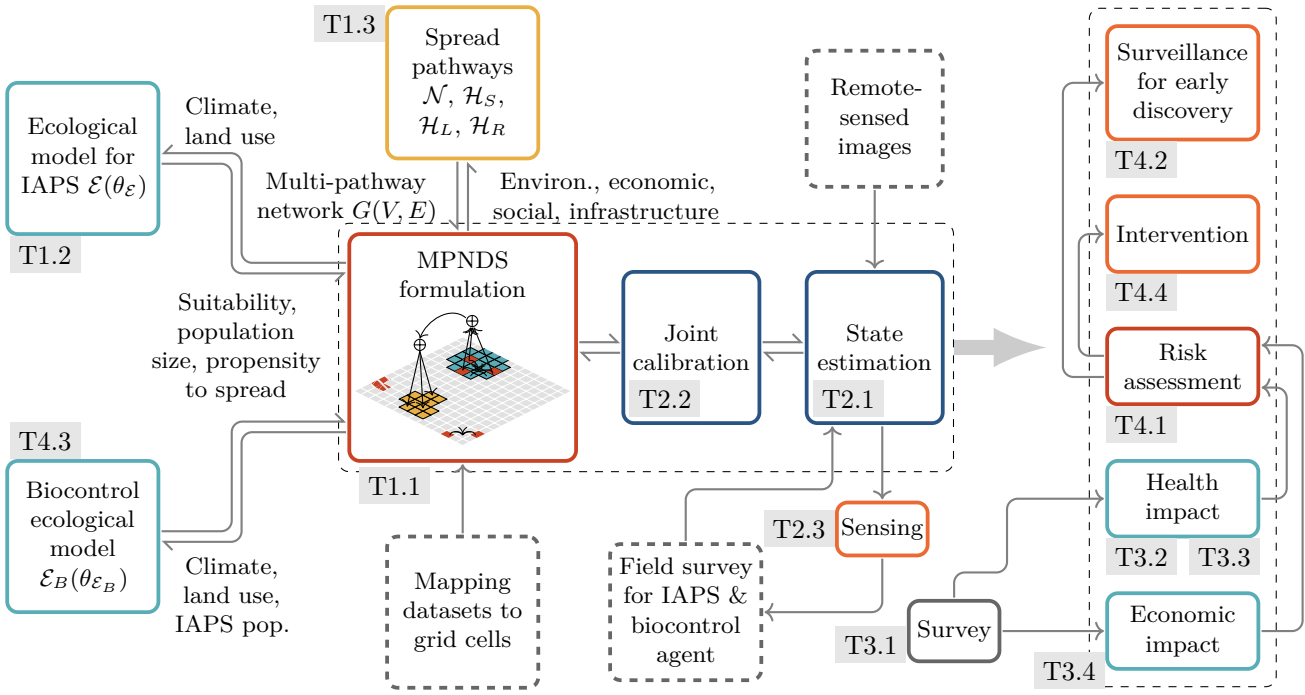 T1.3
Spread
pathways
𝒩, ℋ_S,
ℋ_L, ℋ_R
Ecological
model for
IAPS ℰ(θ_ℰ)
T1.2
Climate,
land use
Multi-pathway
network G(V, E)
Environ., economic,
social, infrastructure
Remote-
sensed
images
Suitability,
population
size, propensity
to spread
MPNDS
formulation
T1.1
Joint
calibration
T2.2
State
estimation
T2.1
T4.3
Biocontrol
ecological
model
ℰ_B(θ_ℰ_B)
Climate,
land use,
IAPS pop.
Mapping
datasets to
grid cells
Field survey
for IAPS &
biocontrol
agent
T2.3
Sensing
T3.1
Survey
Surveillance
for early
discovery
T4.2
Intervention
T4.4
Risk
assessment
T4.1
Health
impact
T3.2 T3.3
Economic
impact
T3.4